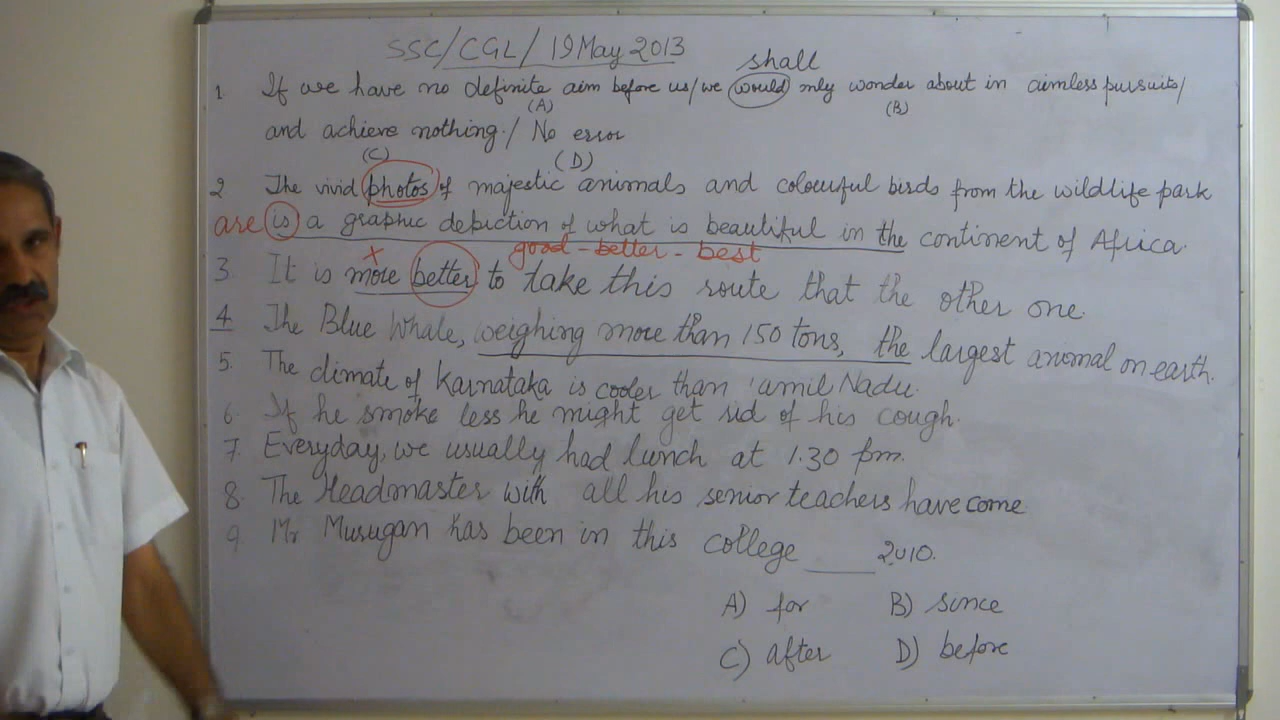 SSC/CGL/19 May 2013
shall
1 If we have no definite aim before us/we would only wonder about in aimless pursuits/
(A) (B)
and achieve nothing./ No error
(C) (D)
2 The vivid photos of majestic animals and colourful birds from the wildlife park
are is a graphic depiction of what is beautiful in the continent of Africa.
x good - better - best
3. It is more better to take this route that the other one.
4 The Blue Whale, weighing more than 150 tons, the largest animal on earth.
5. The climate of Karnataka is cooler than Tamil Nadu.
6. If he smoke less he might get rid of his cough.
7. Everyday, we usually had lunch at 1.30 pm.
8. The Headmaster with all his senior teachers have come
9 Mr Murugan has been in this college ____ 2010.
A) for B) since
C) after D) before